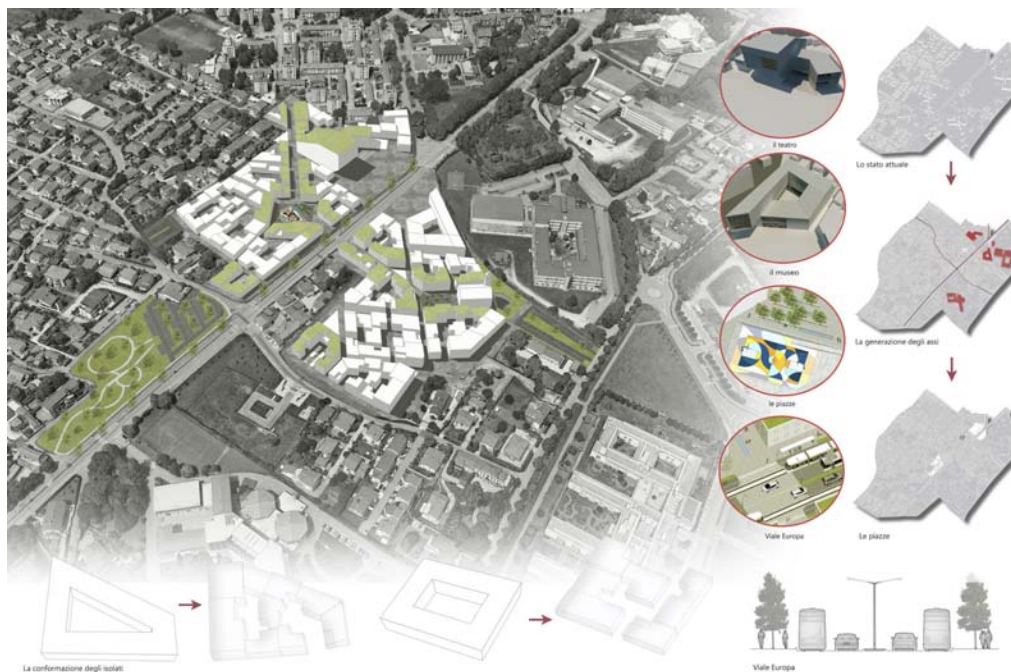 il teatro
Lo stato attuale
il museo
La generazione degli assi
le piazze
Viale Europa
Le piazze
La conformazione degli isolati
Viale Europa